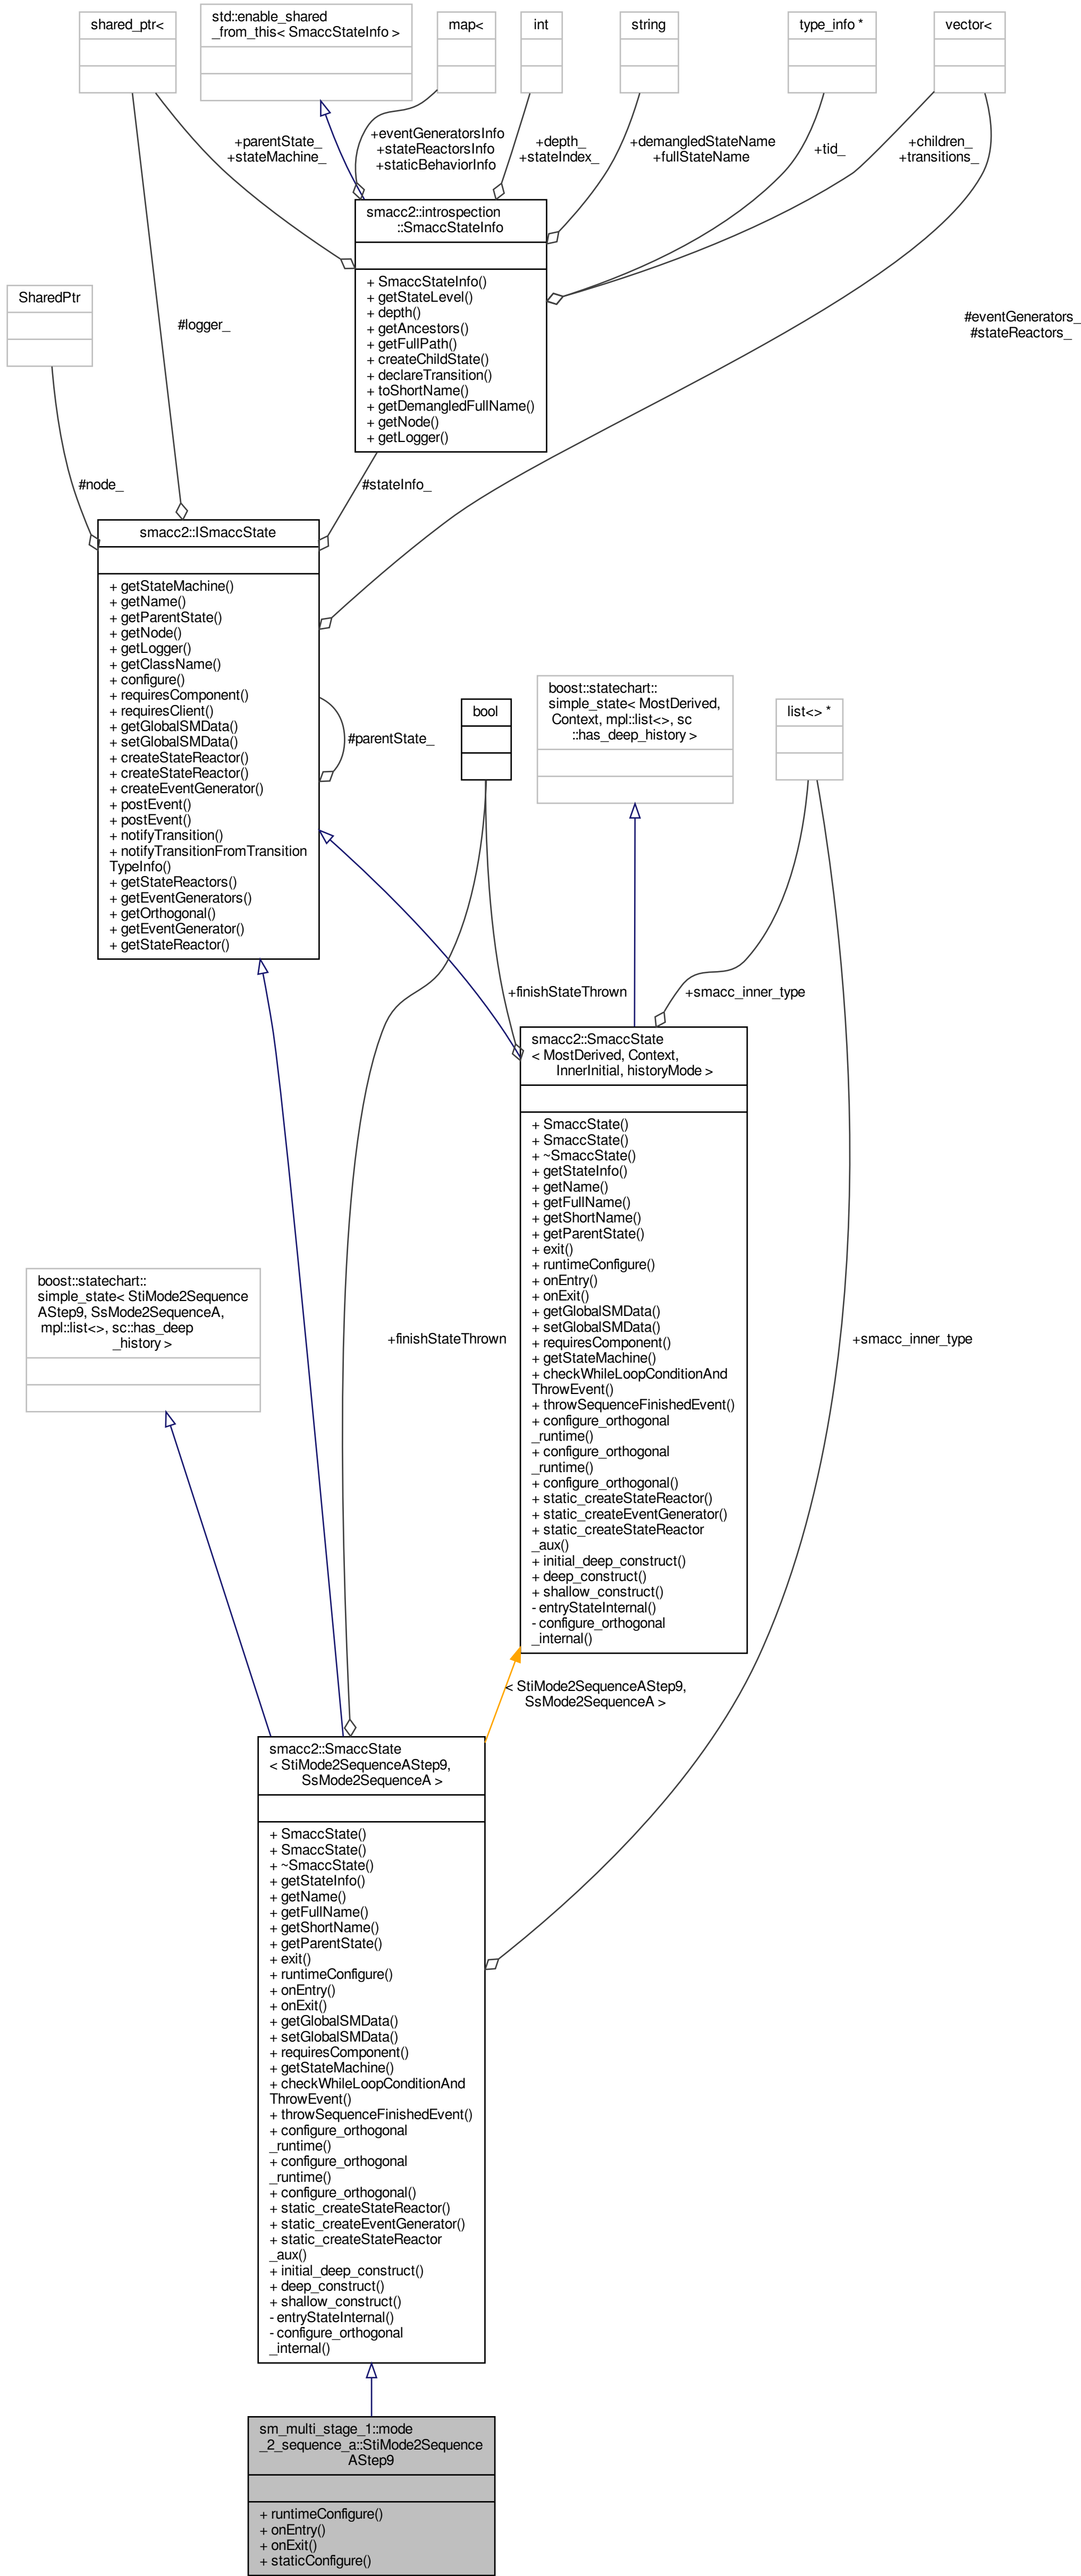 shared_ptr<
std::enable_shared
_from_this< SmaccStateInfo >
map<
int
string
type_info *
vector<
+parentState_
+stateMachine_
+eventGeneratorsInfo
+stateReactorsInfo
+staticBehaviorInfo
+depth_
+stateIndex_
+demangledStateName
+fullStateName
+tid_
+children_
+transitions_
smacc2::introspection
::SmaccStateInfo
+ SmaccStateInfo()
+ getStateLevel()
+ depth()
+ getAncestors()
+ getFullPath()
+ createChildState()
+ declareTransition()
+ toShortName()
+ getDemangledFullName()
+ getNode()
+ getLogger()
SharedPtr
#logger_
#eventGenerators_
#stateReactors_
#node_
#stateInfo_
smacc2::ISmaccState
+ getStateMachine()
+ getName()
+ getParentState()
+ getNode()
+ getLogger()
+ getClassName()
+ configure()
+ requiresComponent()
+ requiresClient()
+ getGlobalSMData()
+ setGlobalSMData()
+ createStateReactor()
+ createStateReactor()
+ createEventGenerator()
+ postEvent()
+ postEvent()
+ notifyTransition()
+ notifyTransitionFromTransition
TypeInfo()
+ getStateReactors()
+ getEventGenerators()
+ getOrthogonal()
+ getEventGenerator()
+ getStateReactor()
#parentState_
bool
boost::statechart::
simple_state< MostDerived,
Context, mpl::list<>, sc
::has_deep_history >
list<> *
+finishStateThrown
+smacc_inner_type
smacc2::SmaccState
< MostDerived, Context,
InnerInitial, historyMode >
+ SmaccState()
+ SmaccState()
+ ~SmaccState()
+ getStateInfo()
+ getName()
+ getFullName()
+ getShortName()
+ getParentState()
+ exit()
+ runtimeConfigure()
+ onEntry()
+ onExit()
+ getGlobalSMData()
+ setGlobalSMData()
+ requiresComponent()
+ getStateMachine()
+ checkWhileLoopConditionAnd
ThrowEvent()
+ throwSequenceFinishedEvent()
+ configure_orthogonal
_runtime()
+ configure_orthogonal
_runtime()
+ configure_orthogonal()
+ static_createStateReactor()
+ static_createEventGenerator()
+ static_createStateReactor
_aux()
+ initial_deep_construct()
+ deep_construct()
+ shallow_construct()
- entryStateInternal()
- configure_orthogonal
_internal()
boost::statechart::
simple_state< StiMode2Sequence
AStep9, SsMode2SequenceA,
mpl::list<>, sc::has_deep
_history >
+finishStateThrown
+smacc_inner_type
< StiMode2SequenceAStep9,
SsMode2SequenceA >
smacc2::SmaccState
< StiMode2SequenceAStep9,
SsMode2SequenceA >
+ SmaccState()
+ SmaccState()
+ ~SmaccState()
+ getStateInfo()
+ getName()
+ getFullName()
+ getShortName()
+ getParentState()
+ exit()
+ runtimeConfigure()
+ onEntry()
+ onExit()
+ getGlobalSMData()
+ setGlobalSMData()
+ requiresComponent()
+ getStateMachine()
+ checkWhileLoopConditionAnd
ThrowEvent()
+ throwSequenceFinishedEvent()
+ configure_orthogonal
_runtime()
+ configure_orthogonal
_runtime()
+ configure_orthogonal()
+ static_createStateReactor()
+ static_createEventGenerator()
+ static_createStateReactor
_aux()
+ initial_deep_construct()
+ deep_construct()
+ shallow_construct()
- entryStateInternal()
- configure_orthogonal
_internal()
sm_multi_stage_1::mode
_2_sequence_a::StiMode2Sequence
AStep9
+ runtimeConfigure()
+ onEntry()
+ onExit()
+ staticConfigure()